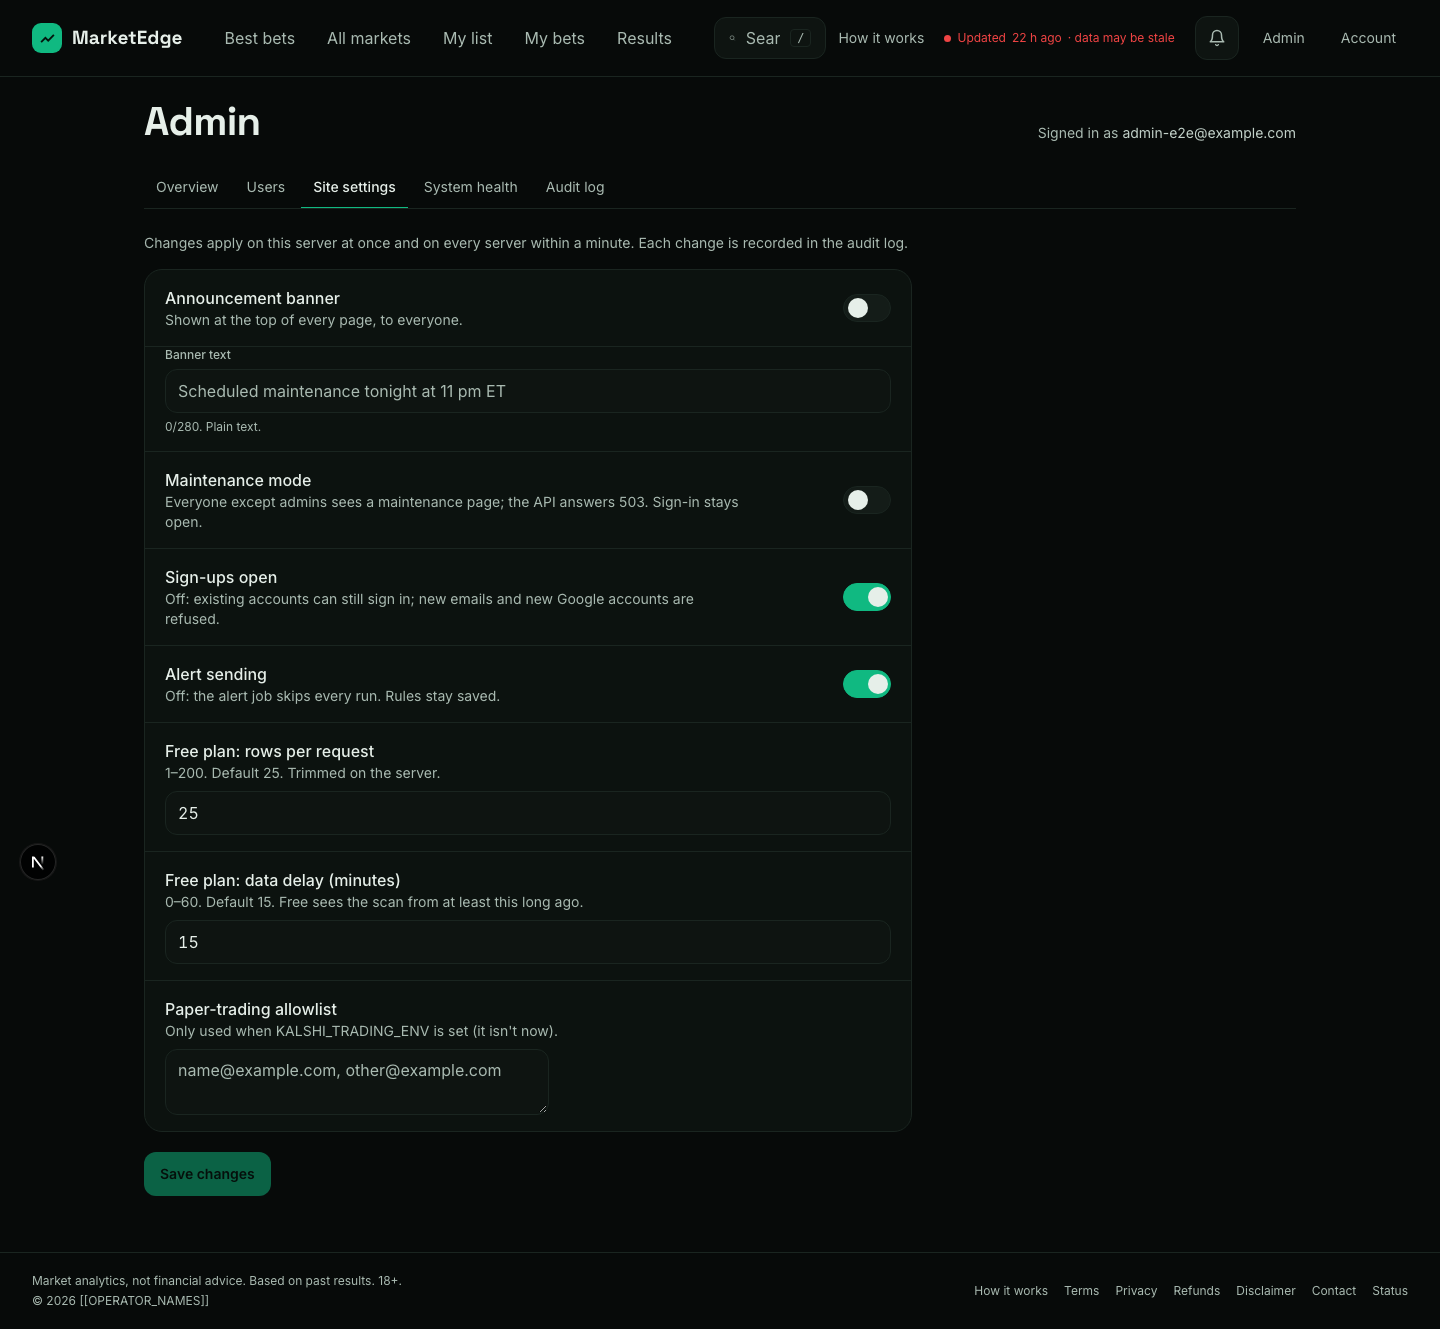 MarketEdge
Best bets
All markets
My list
My bets
Results
Sear /
How it works
Updated 22 h ago · data may be stale
Admin
Account
Admin
Signed in as admin-e2e@example.com
Overview
Users
Site settings
System health
Audit log
Changes apply on this server at once and on every server within a minute. Each change is recorded in the audit log.
Announcement banner
Shown at the top of every page, to everyone.
Banner text
Scheduled maintenance tonight at 11 pm ET
0/280. Plain text.
Maintenance mode
Everyone except admins sees a maintenance page; the API answers 503. Sign-in stays
open.
Sign-ups open
Off: existing accounts can still sign in; new emails and new Google accounts are
refused.
Alert sending
Off: the alert job skips every run. Rules stay saved.
Free plan: rows per request
1–200. Default 25. Trimmed on the server.
25
N
Free plan: data delay (minutes)
0–60. Default 15. Free sees the scan from at least this long ago.
15
Paper-trading allowlist
Only used when KALSHI_TRADING_ENV is set (it isn't now).
name@example.com, other@example.com
Save changes
Market analytics, not financial advice. Based on past results. 18+.
© 2026 [[OPERATOR_NAMES]]
How it works
Terms
Privacy
Refunds
Disclaimer
Contact
Status